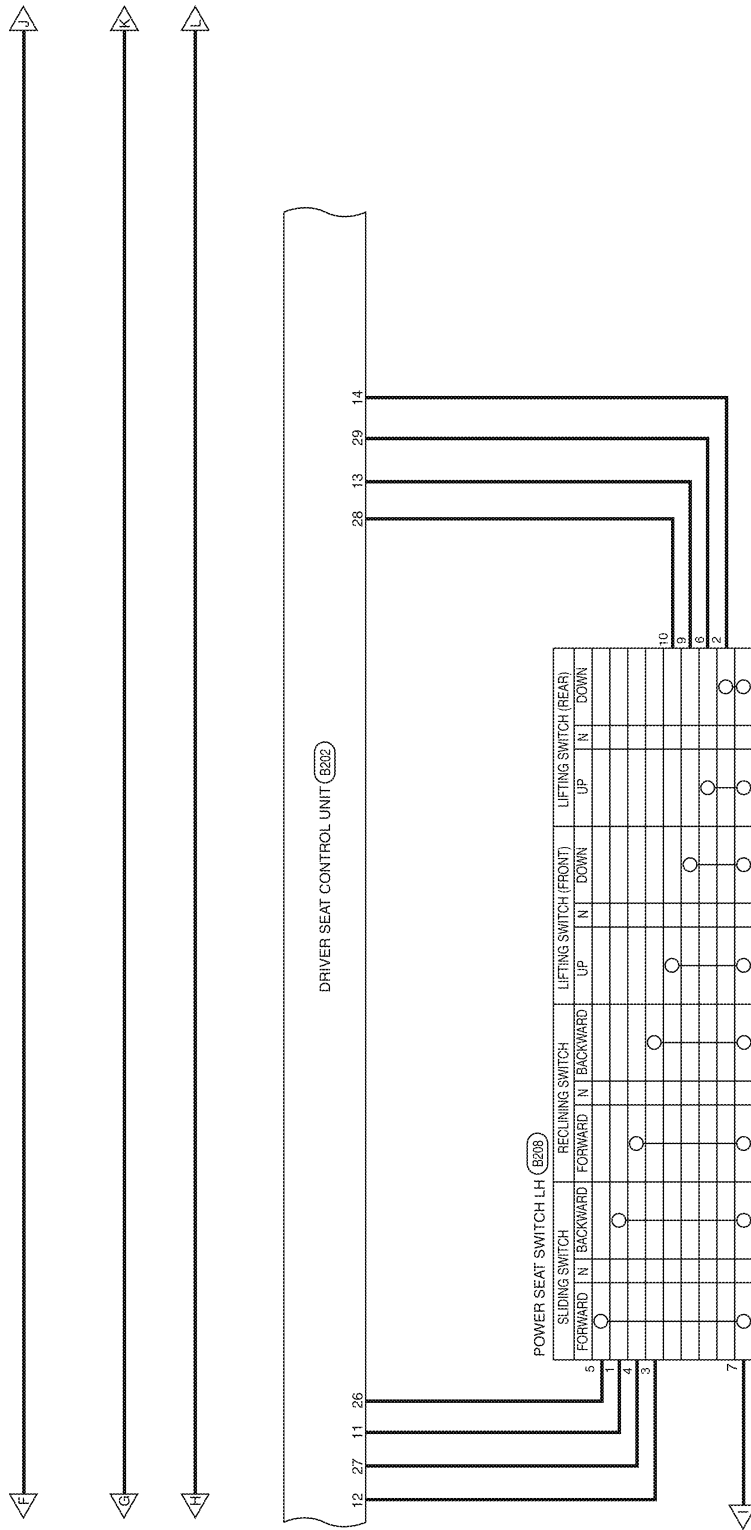 J
K
L
DRIVER SEAT CONTROL UNIT B202
14
29
13
28
10
9
6
2
POWER SEAT SWITCH LH B208
SLIDING SWITCH
FORWARD N BACKWARD
RECLINING SWITCH
FORWARD N BACKWARD
LIFTING SWITCH (FRONT)
UP N DOWN
LIFTING SWITCH (REAR)
UP N DOWN
5
1
4
3
7
26
11
27
12
F
G
H
I